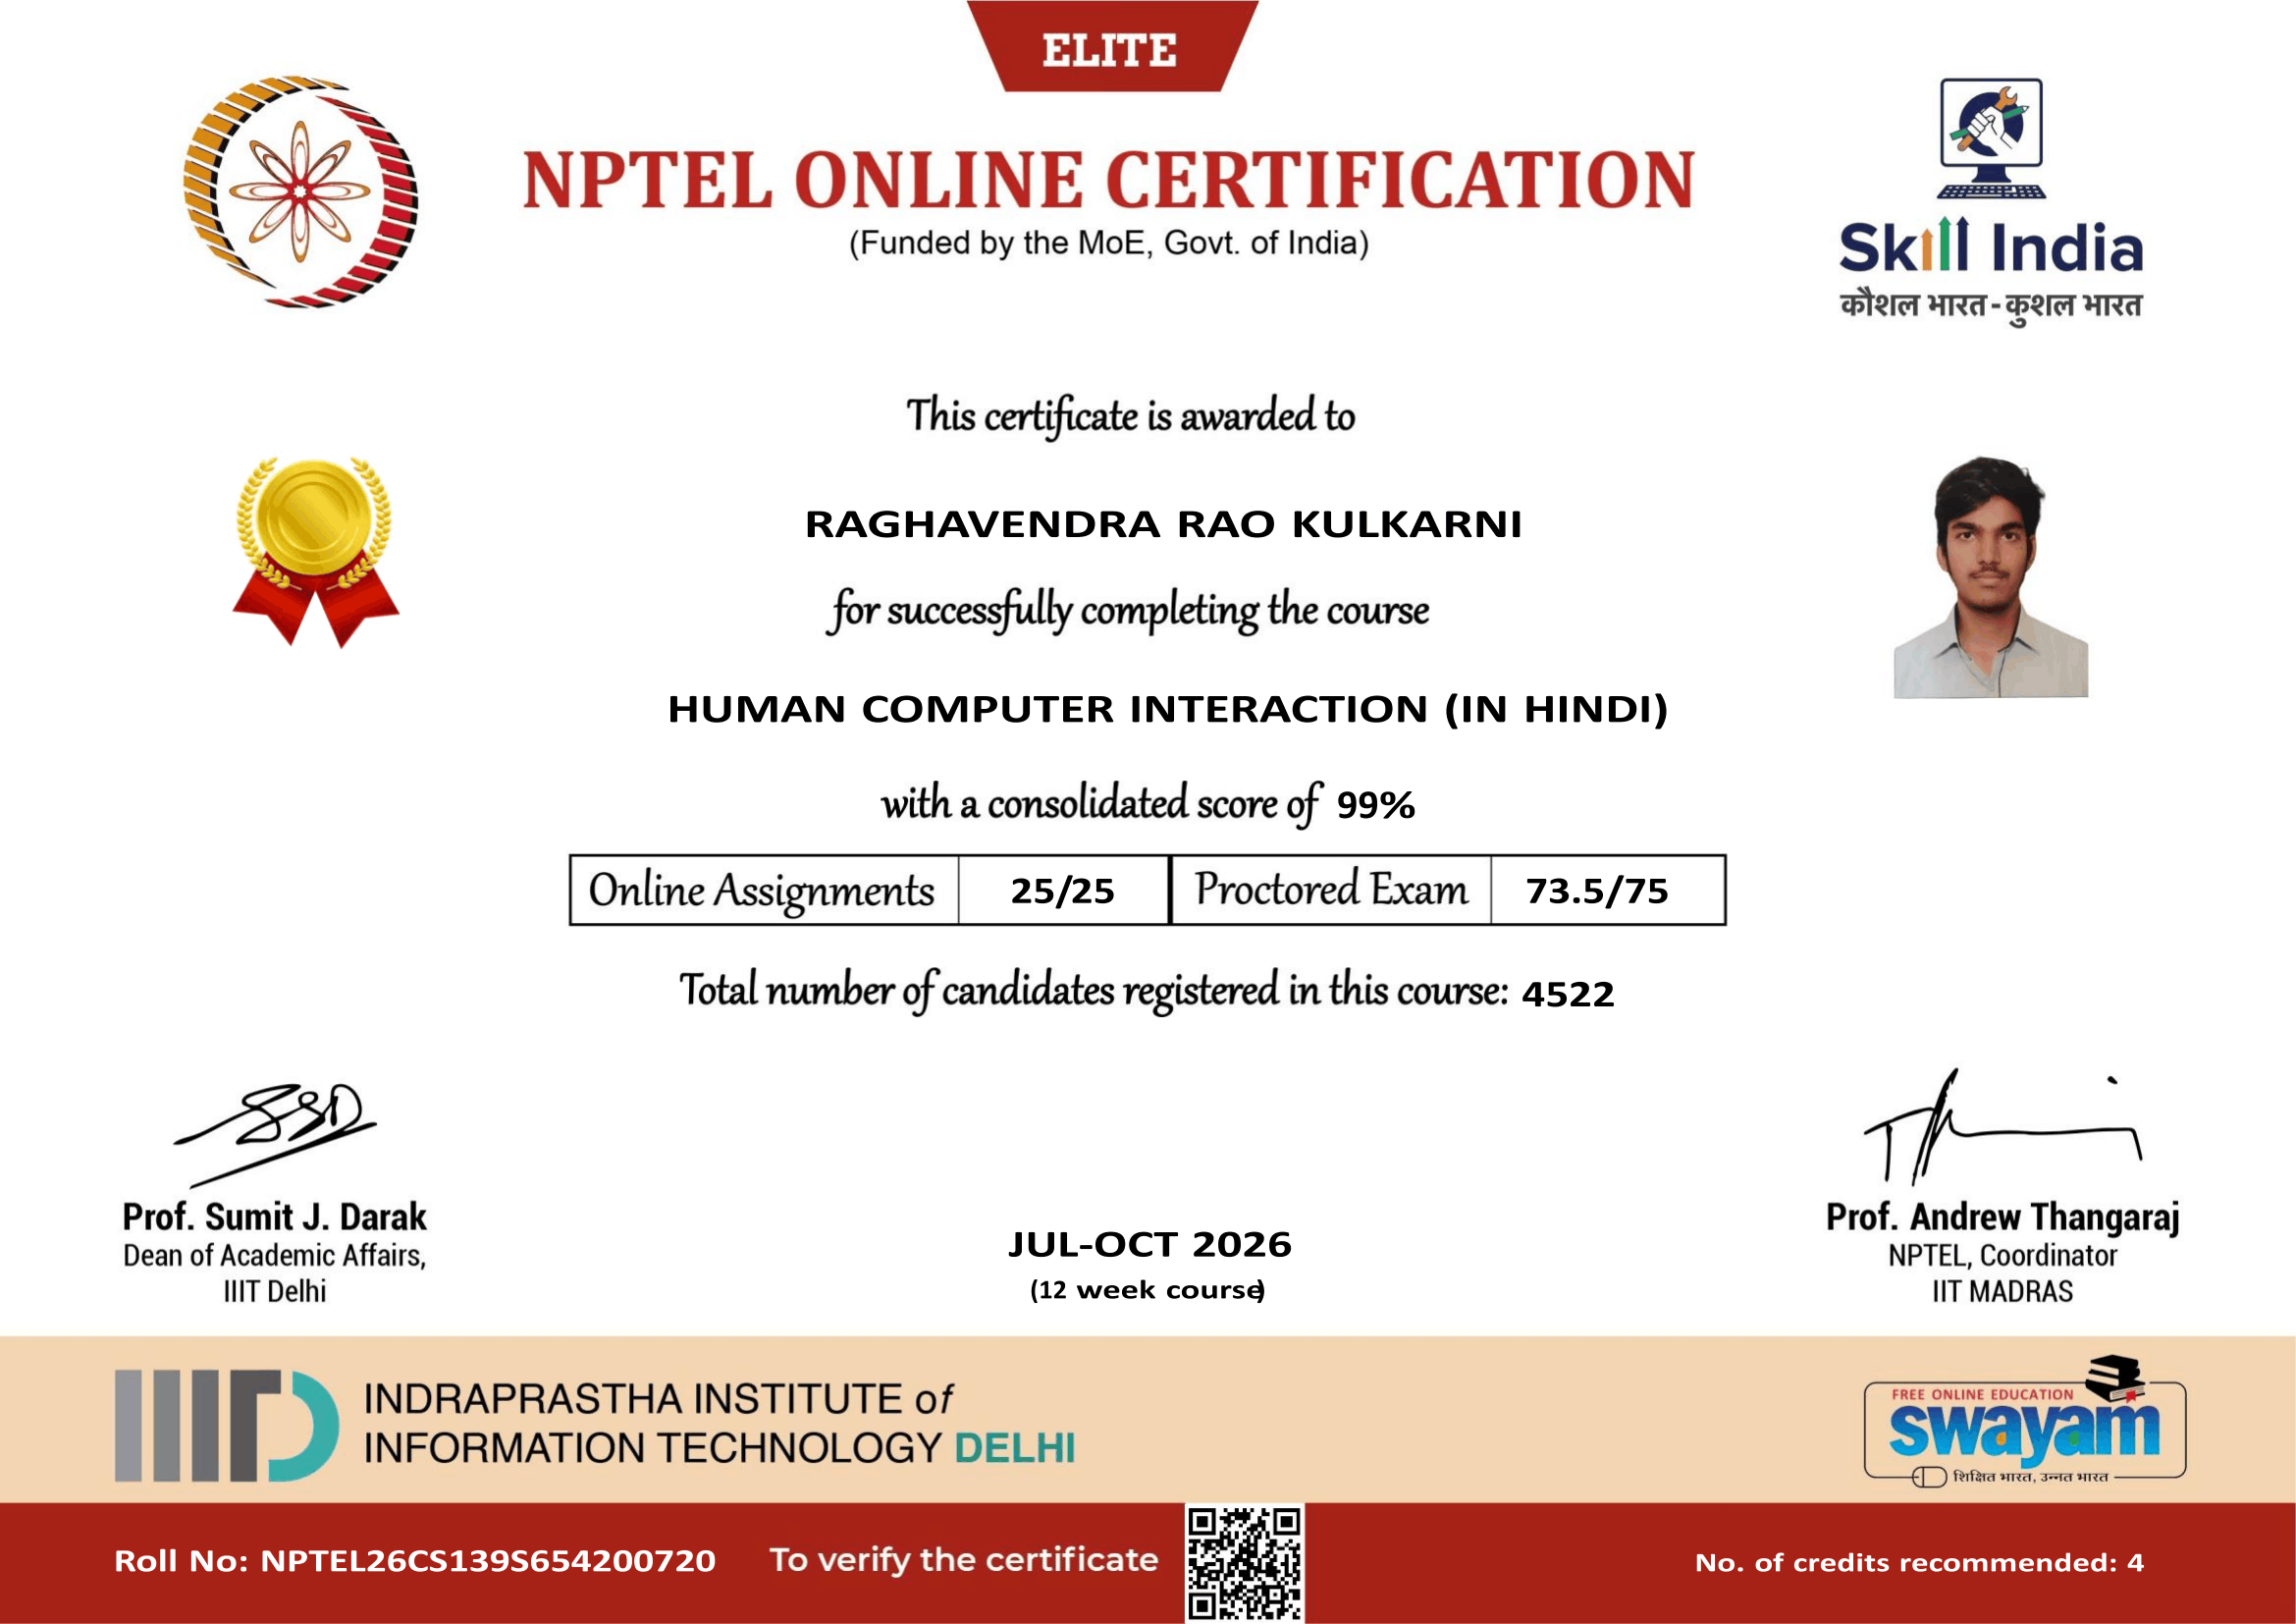 ELITE
NPTEL ONLINE CERTIFICATION
(Funded by the MoE, Govt. of India)
Skill India
कौशल भारत - कुशल भारत
This certificate is awarded to
RAGHAVENDRA RAO KULKARNI
for successfully completing the course
HUMAN COMPUTER INTERACTION (IN HINDI)
with a consolidated score of 99%
Online Assignments 25/25 Proctored Exam 73.5/75
Total number of candidates registered in this course: 4522
Prof. Sumit J. Darak
Dean of Academic Affairs,
IIIT Delhi
JUL-OCT 2026
(12 week course)
Prof. Andrew Thangaraj
NPTEL, Coordinator
IIT MADRAS
IIITD
INDRAPRASTHA INSTITUTE of
INFORMATION TECHNOLOGY DELHI
FREE ONLINE EDUCATION
swayam
शिक्षित भारत, उन्नत भारत
Roll No: NPTEL26CS139S654200720
To verify the certificate
No. of credits recommended: 4